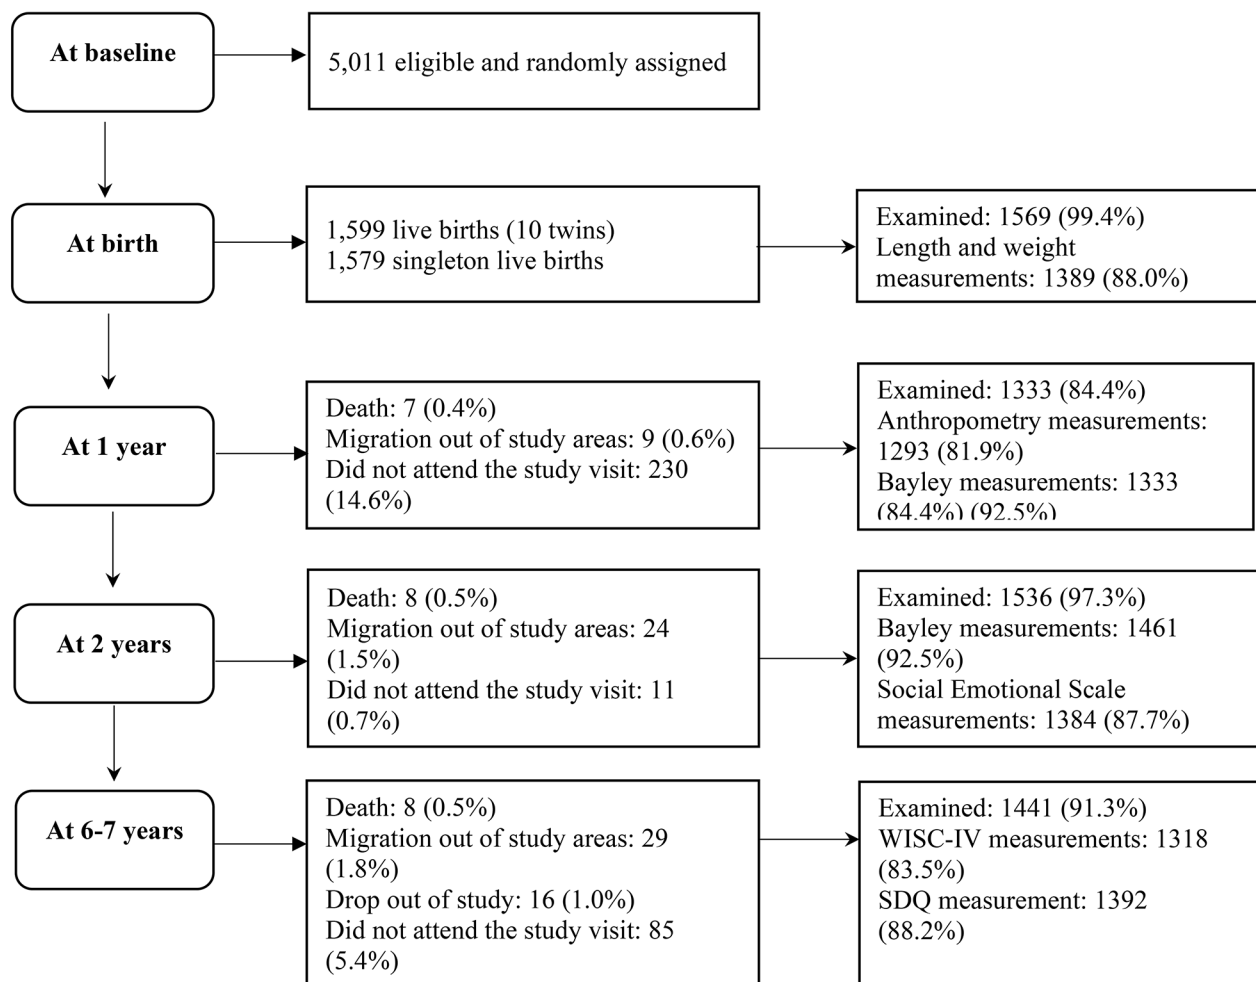 At baseline
5,011 eligible and randomly assigned
At birth
1,599 live births (10 twins)
1,579 singleton live births
Examined: 1569 (99.4%)
Length and weight
measurements: 1389 (88.0%)
At 1 year
Death: 7 (0.4%)
Migration out of study areas: 9 (0.6%)
Did not attend the study visit: 230
(14.6%)
Examined: 1333 (84.4%)
Anthropometry measurements:
1293 (81.9%)
Bayley measurements: 1333
(84.4%) (92.5%)
At 2 years
Death: 8 (0.5%)
Migration out of study areas: 24
(1.5%)
Did not attend the study visit: 11
(0.7%)
Examined: 1536 (97.3%)
Bayley measurements: 1461
(92.5%)
Social Emotional Scale
measurements: 1384 (87.7%)
At 6-7 years
Death: 8 (0.5%)
Migration out of study areas: 29
(1.8%)
Drop out of study: 16 (1.0%)
Did not attend the study visit: 85
(5.4%)
Examined: 1441 (91.3%)
WISC-IV measurements: 1318
(83.5%)
SDQ measurement: 1392
(88.2%)